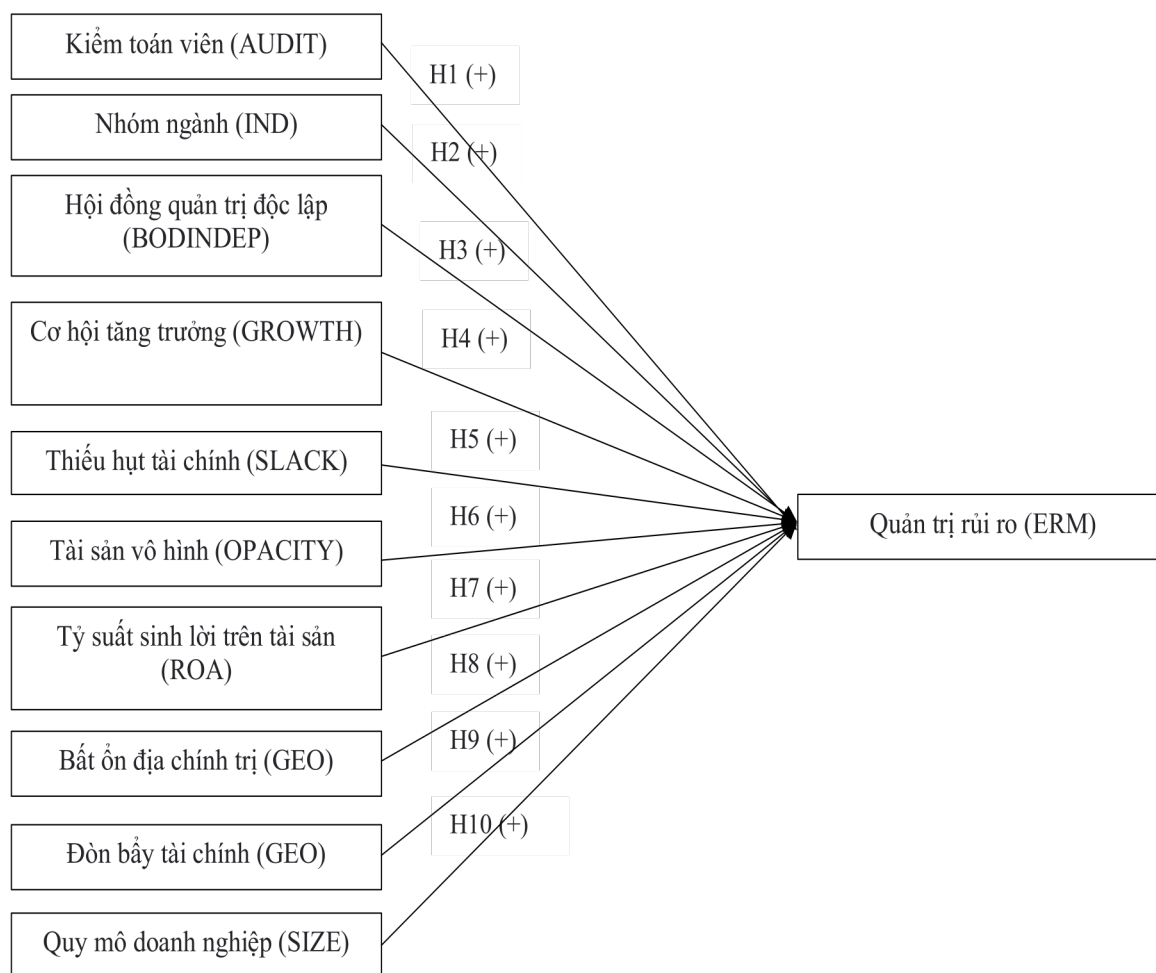 Kiểm toán viên (AUDIT)
H1 (+)
Nhóm ngành (IND)
H2 (+)
Hội đồng quản trị độc lập
(BODINDEP)
H3 (+)
Cơ hội tăng trưởng (GROWTH)
H4 (+)
Thiếu hụt tài chính (SLACK)
H5 (+)
H6 (+)
Quản trị rủi ro (ERM)
Tài sản vô hình (OPACITY)
H7 (+)
Tỷ suất sinh lời trên tài sản
(ROA)
H8 (+)
Bất ổn địa chính trị (GEO)
H9 (+)
H10 (+)
Đòn bẩy tài chính (GEO)
Quy mô doanh nghiệp (SIZE)